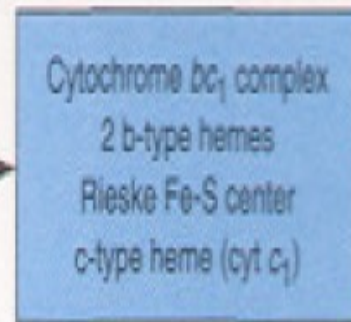 Cytochrome bc₁ complex
2 b-type hemes
Rieske Fe-S center
c-type heme (cyt c₁)